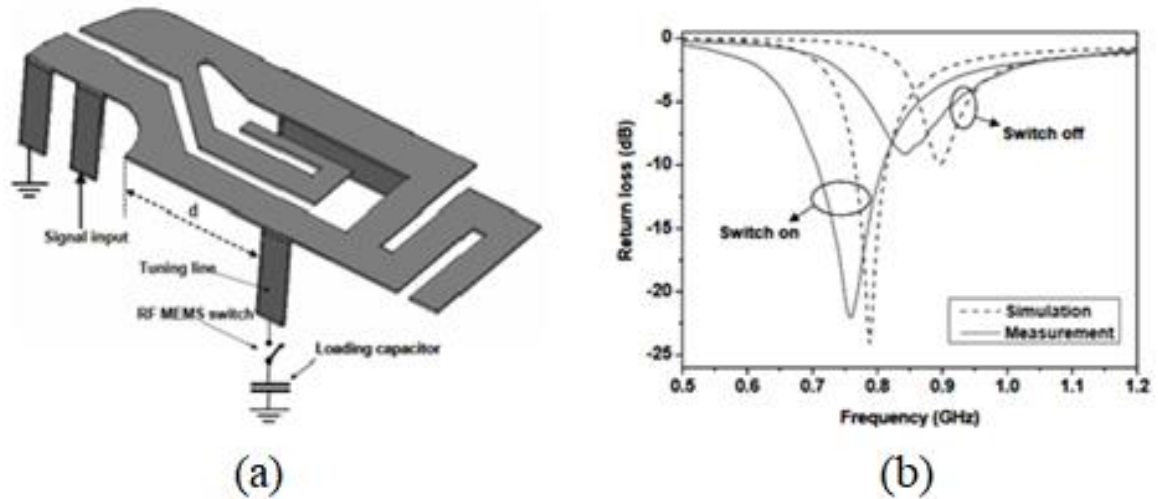 Signal input
d
Tuning line
RF MEMS switch
Loading capacitor
(a)
0
-5
-10
-15
-20
-25
Return loss (dB)
Switch off
Switch on
Simulation
Measurement
0.5 0.6 0.7 0.8 0.9 1.0 1.1 1.2
Frequency (GHz)
(b)